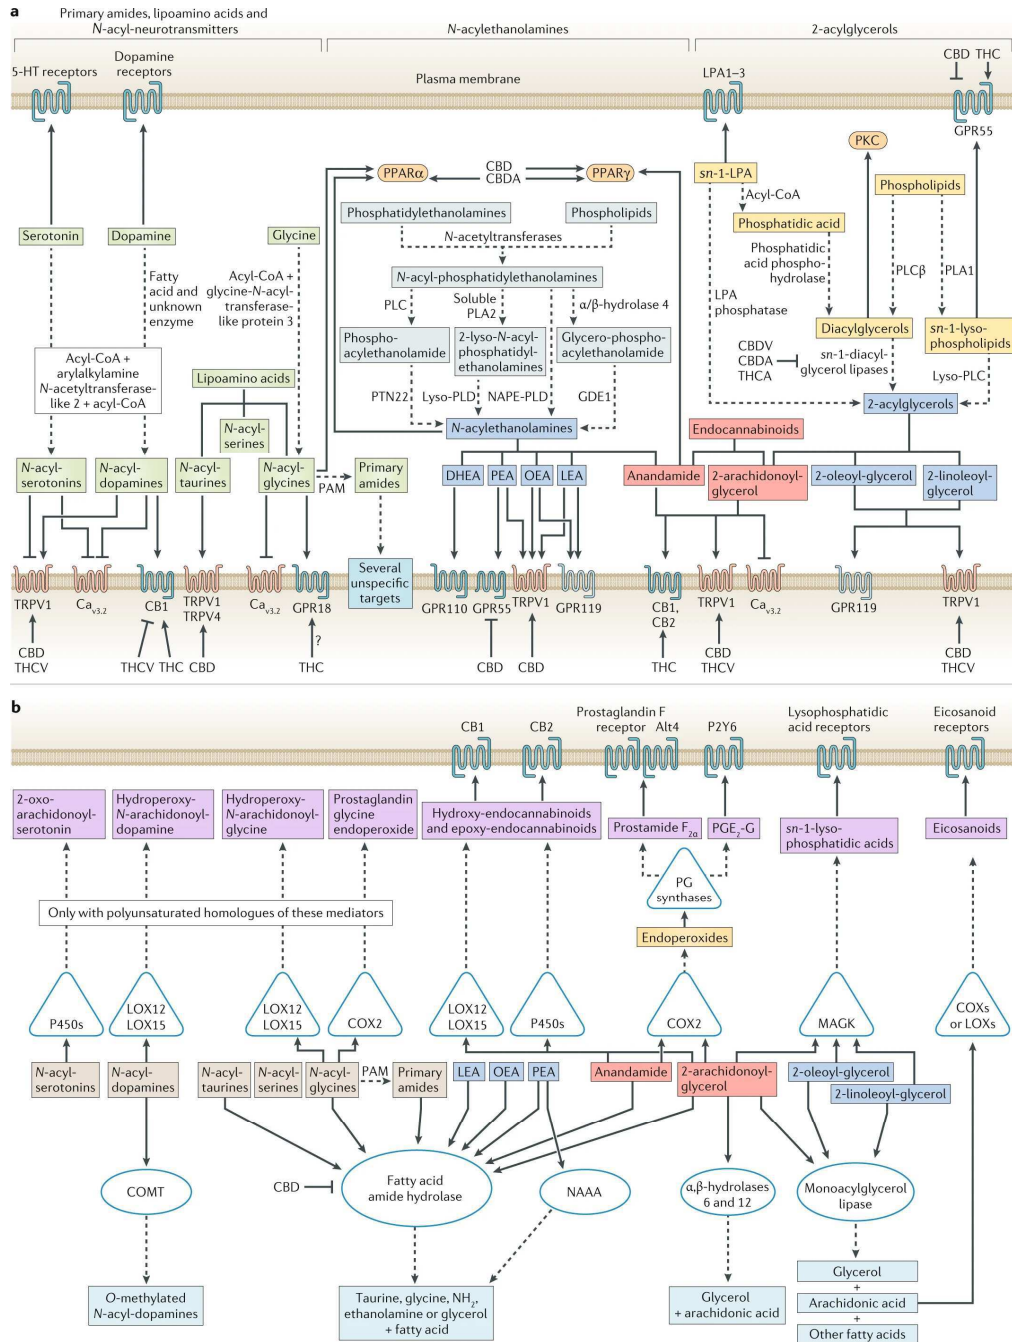 a
Primary amides, lipoamino acids and
N-acyl-neurotransmitters
N-acylethanolamines
2-acylglycerols
5-HT receptors
Dopamine
receptors
Plasma membrane
LPA1–3
CBD
THC
GPR55
PPARα
CBD
CBDA
PPARγ
PKC
sn-1-LPA
Phospholipids
Acyl-CoA
Phosphatidic acid
Phosphatidylethanolamines
Phospholipids
Serotonin
Dopamine
Glycine
N-acetyltransferases
Phosphatidic
acid phospho-
hydrolase
PLCβ
PLA1
Fatty
acid and
unknown
enzyme
Acyl-CoA +
glycine-N-acyl-
transferase-
like protein 3
N-acyl-phosphatidylethanolamines
PLC
Soluble
PLA2
α/β-hydrolase 4
LPA
phosphatase
Phospho-
acylethanolamide
2-lyso-N-acyl-
phosphatidyl-
ethanolamines
Glycero-phospho-
acylethanolamide
Diacylglycerols
sn-1-lyso-
phospholipids
Acyl-CoA +
arylalkylamine
N-acetyltransferase-
like 2 + acyl-CoA
CBDV
CBDA
THCA
sn-1-diacyl-
glycerol lipases
Lyso-PLC
Lipoamino acids
PTN22
Lyso-PLD
NAPE-PLD
GDE1
2-acylglycerols
N-acyl-
serines
N-acylethanolamines
Endocannabinoids
N-acyl-
serotonins
N-acyl-
dopamines
N-acyl-
taurines
N-acyl-
glycines
PAM
Primary
amides
DHEA
PEA
OEA
LEA
Anandamide
2-arachidonoyl-
glycerol
2-oleoyl-glycerol
2-linoleoyl-
glycerol
TRPV1
Cav3.2
CB1
TRPV1
TRPV4
Cav3.2
GPR18
Several
unspecific
targets
GPR110
GPR55
TRPV1
GPR119
CB1,
CB2
TRPV1
Cav3.2
GPR119
TRPV1
CBD
THCV
THCV
THC
CBD
?
THC
CBD
CBD
THC
CBD
THCV
CBD
THCV
b
CB1
CB2
Prostaglandin F
receptor
Alt4
P2Y6
Lysophosphatidic
acid receptors
Eicosanoid
receptors
2-oxo-
arachidonoyl-
serotonin
Hydroperoxy-
N-arachidonoyl-
dopamine
Hydroperoxy-
N-arachidonoyl-
glycine
Prostaglandin
glycine
endoperoxide
Hydroxy-endocannabinoids
and epoxy-endocannabinoids
Prostamide F2α
PGE2-G
sn-1-lyso-
phosphatidic acids
Eicosanoids
PG
synthases
Only with polyunsaturated homologues of these mediators
Endoperoxides
P450s
LOX12
LOX15
LOX12
LOX15
COX2
LOX12
LOX15
P450s
COX2
MAGK
COXs
or LOXs
N-acyl-
serotonins
N-acyl-
dopamines
N-acyl-
taurines
N-acyl-
serines
N-acyl-
glycines
PAM
Primary
amides
LEA
OEA
PEA
Anandamide
2-arachidonoyl-
glycerol
2-oleoyl-glycerol
2-linoleoyl-glycerol
COMT
CBD
Fatty acid
amide hydrolase
NAAA
α,β-hydrolases
6 and 12
Monoacylglycerol
lipase
O-methylated
N-acyl-dopamines
Taurine, glycine, NH2,
ethanolamine or glycerol
+ fatty acid
Glycerol
+ arachidonic acid
Glycerol
+
Arachidonic acid
+
Other fatty acids